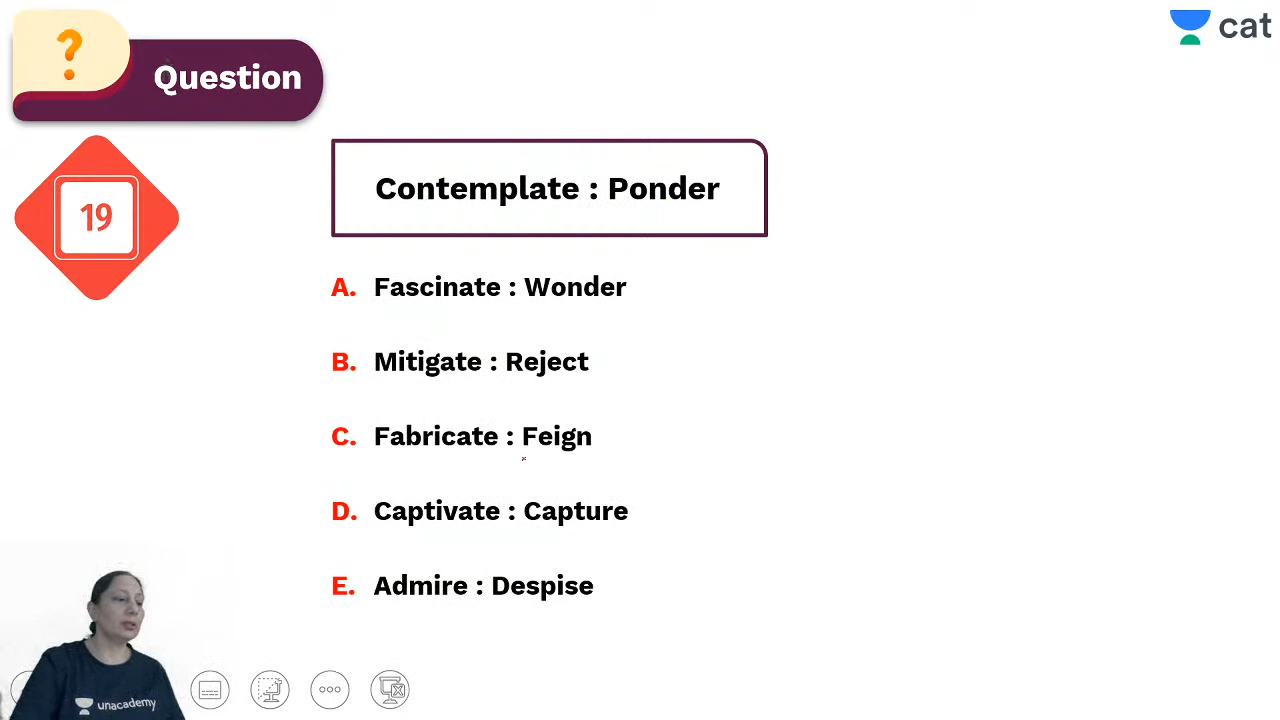 ?
Question
cat
19
Contemplate : Ponder
A. Fascinate : Wonder
B. Mitigate : Reject
C. Fabricate : Feign
D. Captivate : Capture
E. Admire : Despise
unacademy